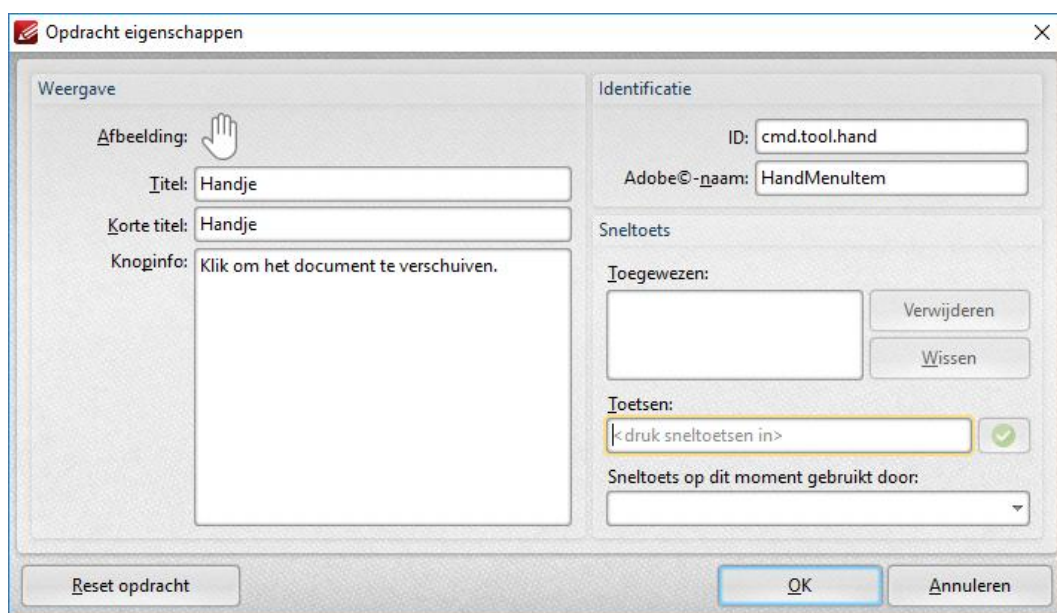 Opdracht eigenschappen
Weergave
Afbeelding:
Titel: Handje
Korte titel: Handje
Knopinfo: Klik om het document te verschuiven.
Identificatie
ID: cmd.tool.hand
Adobe©-naam: HandMenuItem
Sneltoets
Toegewezen:
Verwijderen
Wissen
Toetsen:
<druk sneltoetsen in>
Sneltoets op dit moment gebruikt door:
Reset opdracht
OK
Annuleren